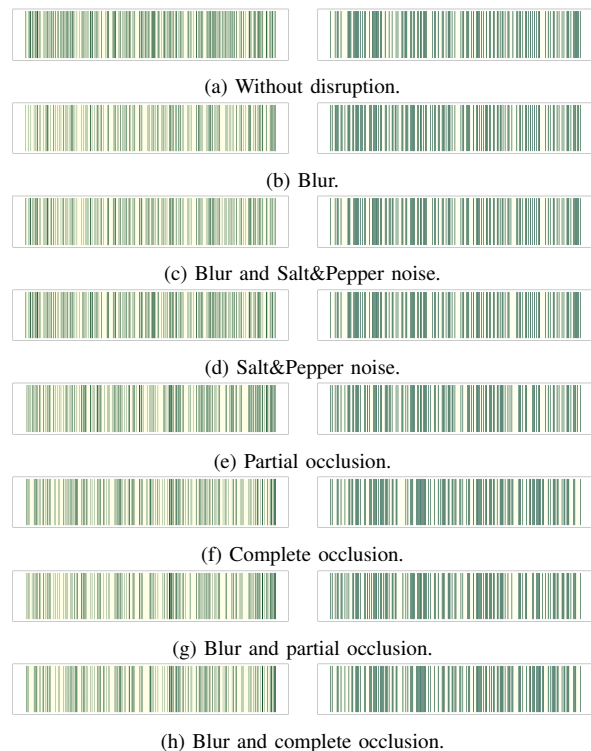 (a) Without disruption.
(b) Blur.
(c) Blur and Salt&Pepper noise.
(d) Salt&Pepper noise.
(e) Partial occlusion.
(f) Complete occlusion.
(g) Blur and partial occlusion.
(h) Blur and complete occlusion.